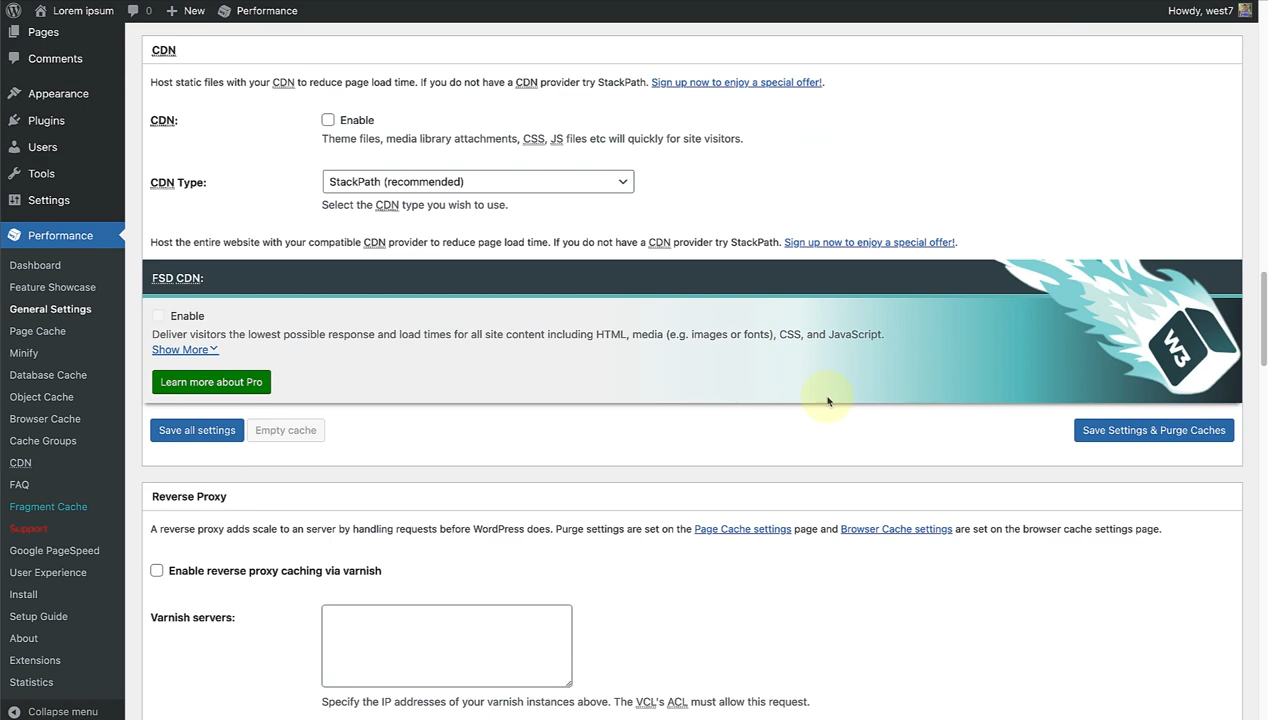 Lorem ipsum 0 New Performance Howdy, west7
Pages
Comments
Appearance
Plugins
Users
Tools
Settings
Performance
Dashboard
Feature Showcase
General Settings
Page Cache
Minify
Database Cache
Object Cache
Browser Cache
Cache Groups
CDN
FAQ
Fragment Cache
Support
Google PageSpeed
User Experience
Install
Setup Guide
About
Extensions
Statistics
Collapse menu
CDN
Host static files with your CDN to reduce page load time. If you do not have a CDN provider try StackPath. Sign up now to enjoy a special offer!.
CDN: Enable
Theme files, media library attachments, CSS, JS files etc will quickly for site visitors.
CDN Type: StackPath (recommended)
Select the CDN type you wish to use.
Host the entire website with your compatible CDN provider to reduce page load time. If you do not have a CDN provider try StackPath. Sign up now to enjoy a special offer!.
FSD CDN:
Enable
Deliver visitors the lowest possible response and load times for all site content including HTML, media (e.g. images or fonts), CSS, and JavaScript.
Show More
Learn more about Pro
W3
Save all settings Empty cache Save Settings & Purge Caches
Reverse Proxy
A reverse proxy adds scale to an server by handling requests before WordPress does. Purge settings are set on the Page Cache settings page and Browser Cache settings are set on the browser cache settings page.
Enable reverse proxy caching via varnish
Varnish servers:
Specify the IP addresses of your varnish instances above. The VCL's ACL must allow this request.